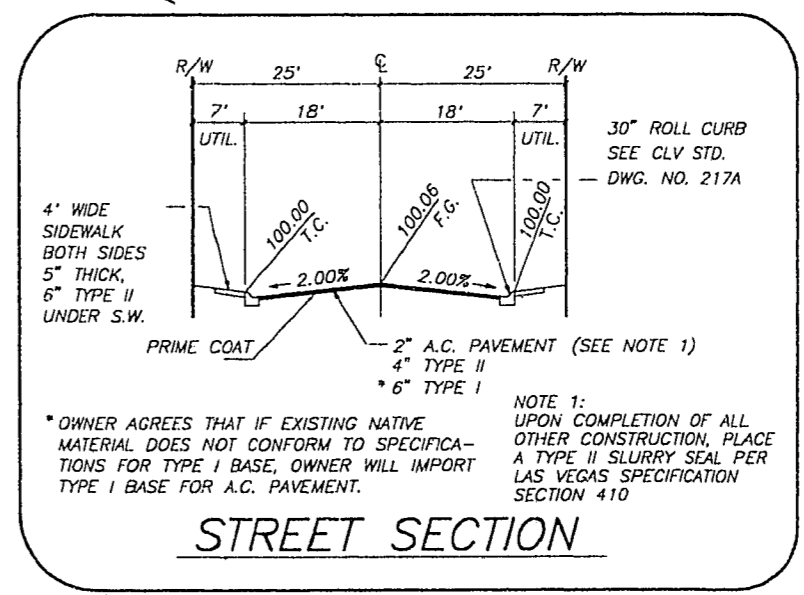 R/W
℄
R/W
25'
25'
7'
18'
18'
7'
UTIL.
UTIL.
30" ROLL CURB
SEE CLV STD.
DWG. NO. 217A
4' WIDE
SIDEWALK
BOTH SIDES
5" THICK,
6" TYPE II
UNDER S.W.
100.00
T.C.
100.06
F.G.
100.00
T.C.
2.00%
2.00%
PRIME COAT
2" A.C. PAVEMENT (SEE NOTE 1)
4" TYPE II
* 6" TYPE I
* OWNER AGREES THAT IF EXISTING NATIVE
MATERIAL DOES NOT CONFORM TO SPECIFICA-
TIONS FOR TYPE I BASE, OWNER WILL IMPORT
TYPE I BASE FOR A.C. PAVEMENT.
NOTE 1:
UPON COMPLETION OF ALL
OTHER CONSTRUCTION, PLACE
A TYPE II SLURRY SEAL PER
LAS VEGAS SPECIFICATION
SECTION 410
STREET SECTION